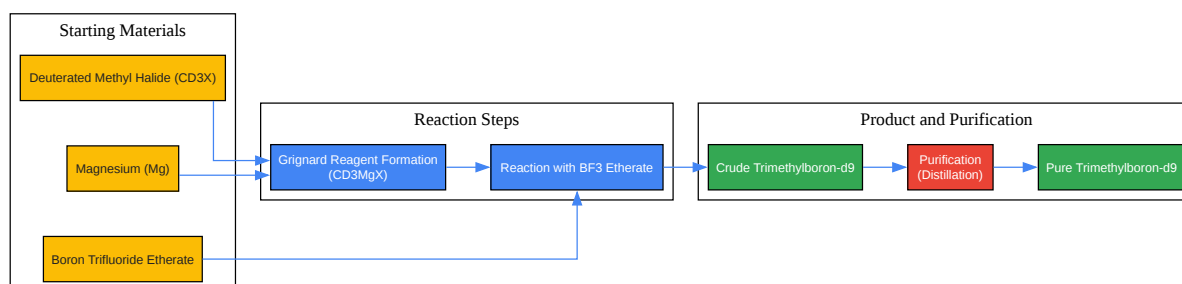 Starting Materials
Deuterated Methyl Halide (CD3X)
Magnesium (Mg)
Boron Trifluoride Etherate
Reaction Steps
Grignard Reagent Formation
(CD3MgX)
Reaction with BF3 Etherate
Product and Purification
Crude Trimethylboron-d9
Purification
(Distillation)
Pure Trimethylboron-d9